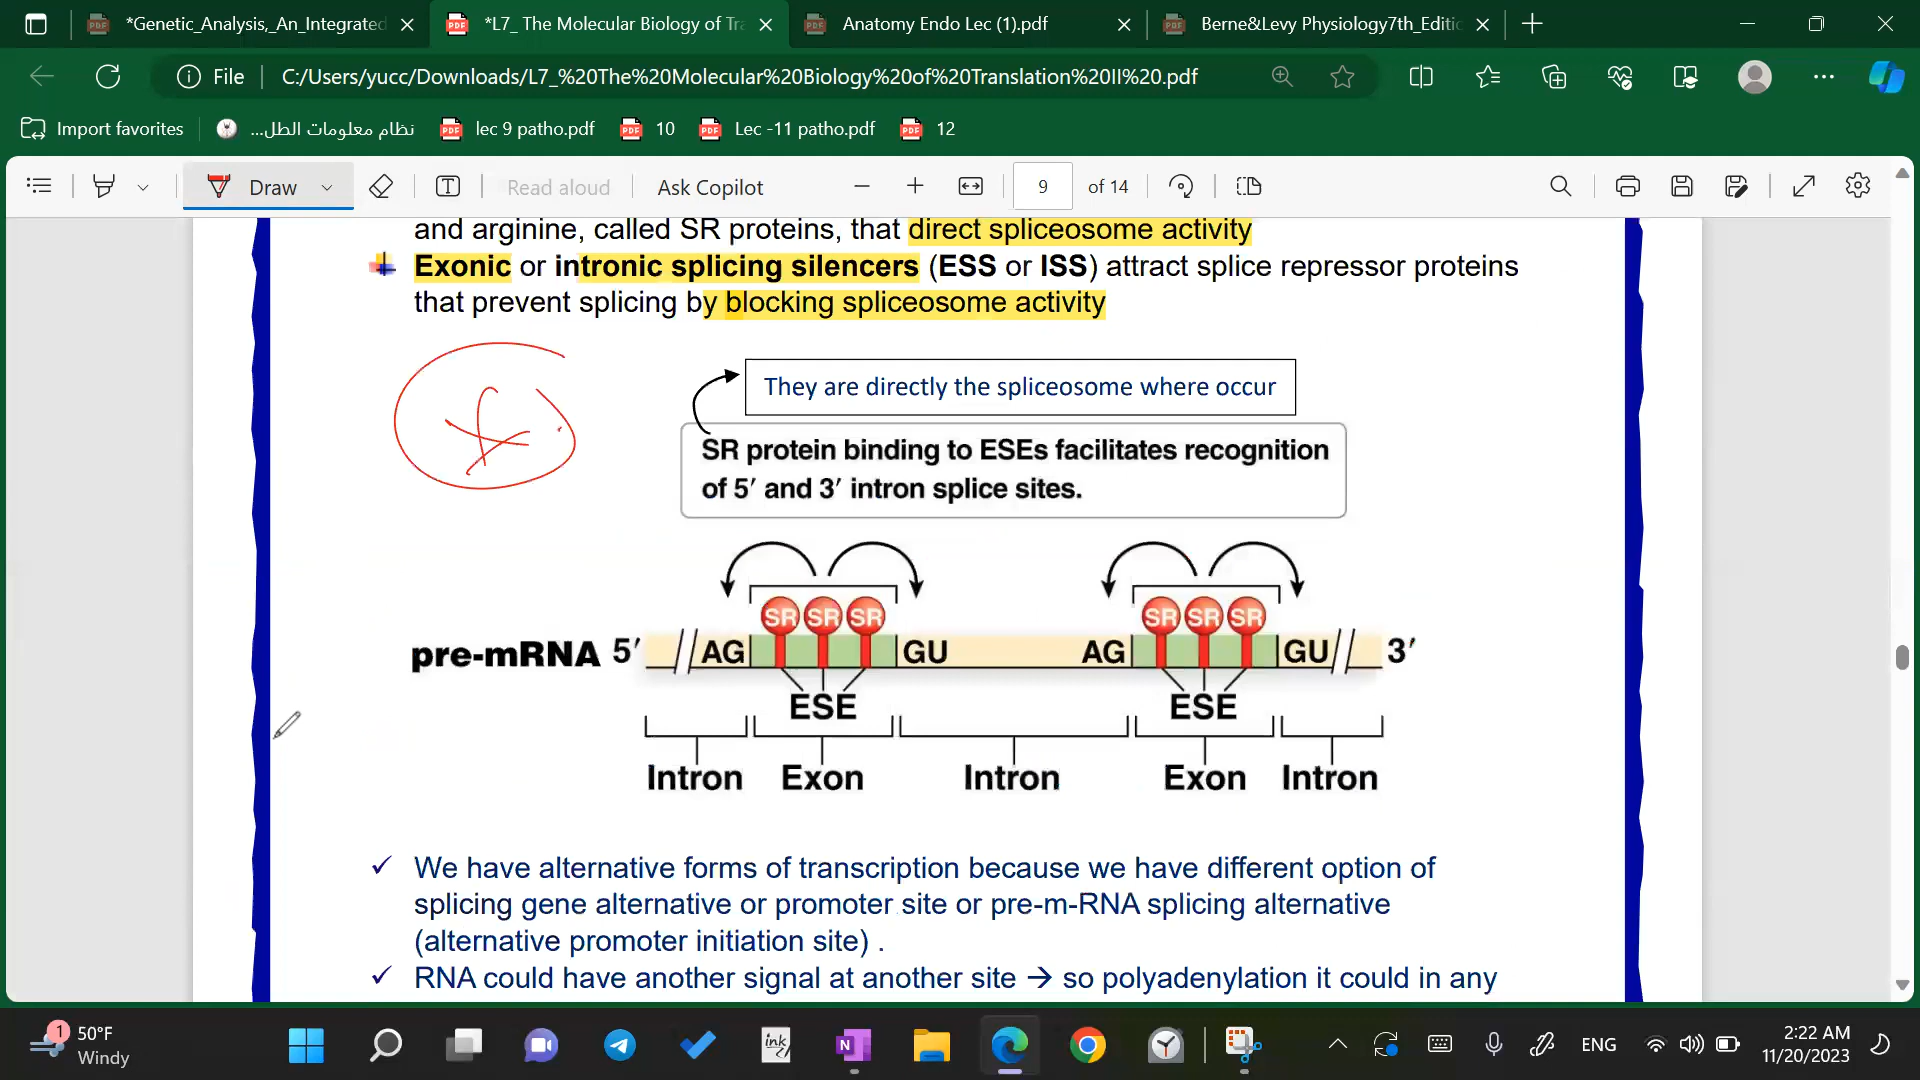 *Genetic_Analysis,_An_Integrated
*L7_ The Molecular Biology of Tra
Anatomy Endo Lec (1).pdf
Berne&Levy Physiology7th_Editio
File
C:/Users/yucc/Downloads/L7_%20The%20Molecular%20Biology%20of%20Translation%20II%20.pdf
Import favorites
نظام معلومات الطل...
lec 9 patho.pdf
10
Lec -11 patho.pdf
12
Draw
Read aloud
Ask Copilot
9
of 14
and arginine, called SR proteins, that direct spliceosome activity
Exonic or intronic splicing silencers (ESS or ISS) attract splice repressor proteins
that prevent splicing by blocking spliceosome activity
They are directly the spliceosome where occur
SR protein binding to ESEs facilitates recognition
of 5′ and 3′ intron splice sites.
SR SR SR SR SR SR
pre-mRNA 5′ AG GU AG GU 3′
ESE ESE
Intron Exon Intron Exon Intron
✓ We have alternative forms of transcription because we have different option of
splicing gene alternative or promoter site or pre-m-RNA splicing alternative
(alternative promoter initiation site) .
✓ RNA could have another signal at another site → so polyadenylation it could in any
1
50°F
Windy
ink
N
ENG
2:22 AM
11/20/2023